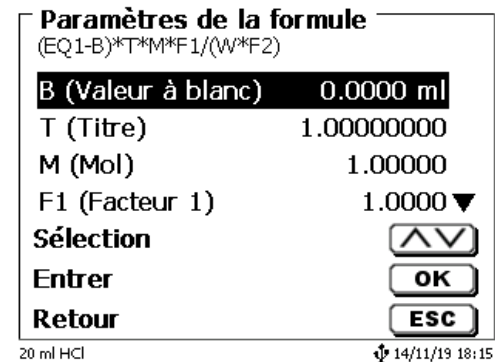 Paramètres de la formule
(EQ1-B)*T*M*F1/(W*F2)
B (Valeur à blanc) 0.0000 ml
T (Titre) 1.00000000
M (Mol) 1.00000
F1 (Facteur 1) 1.0000
Sélection
Entrer OK
Retour ESC
20 ml HCl 14/11/19 18:15